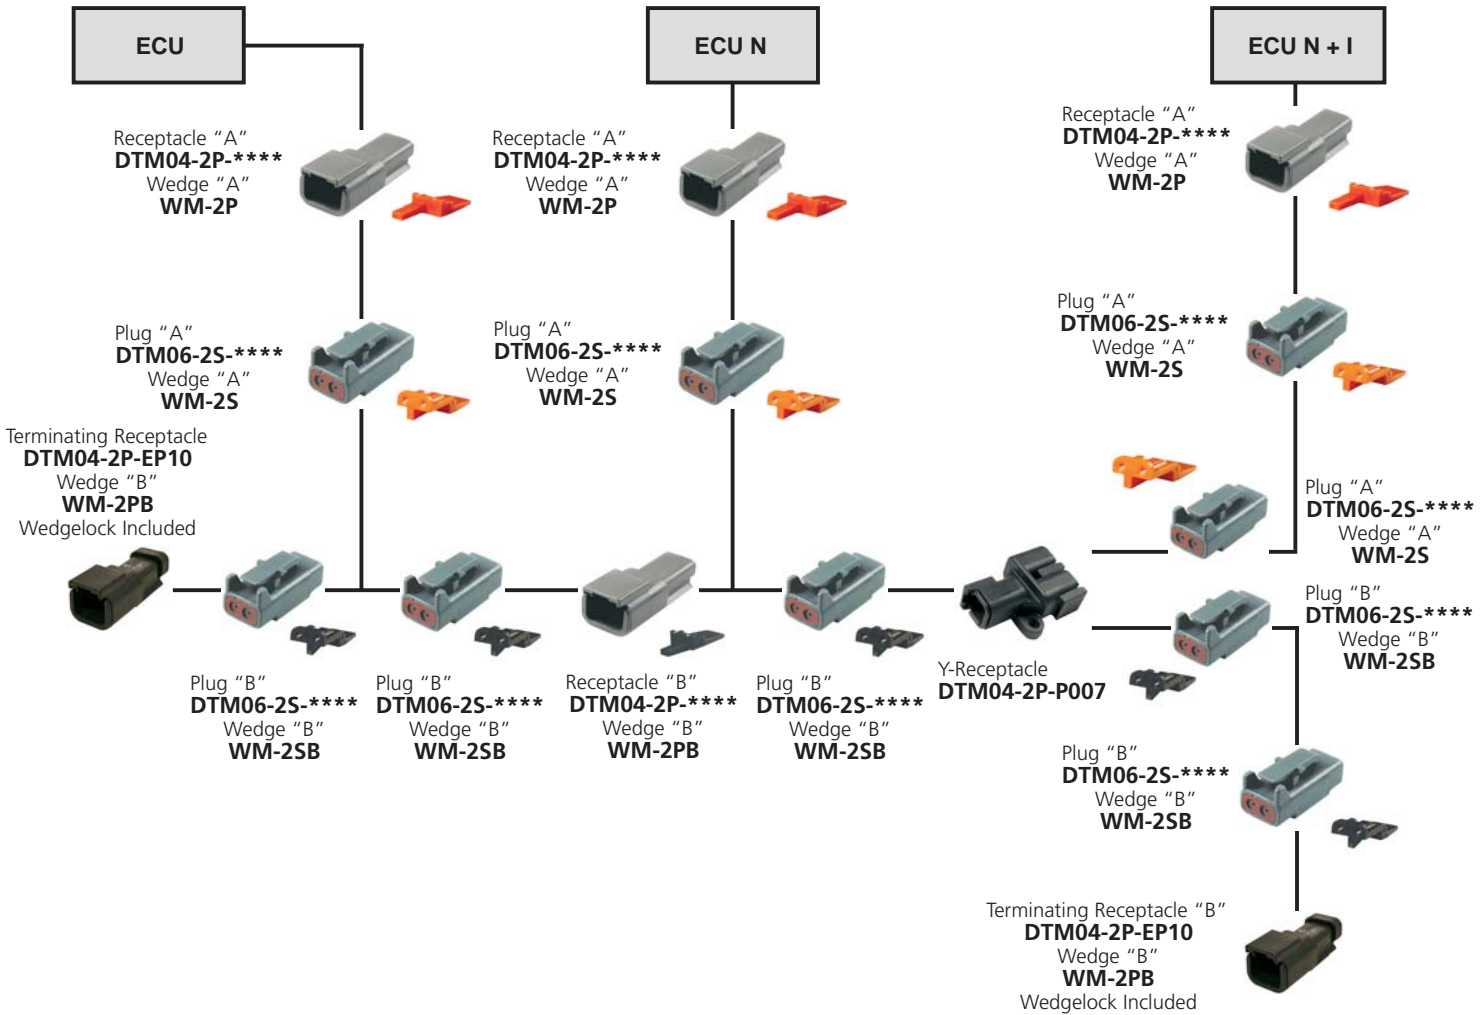 ECU
ECU N
ECU N + I
Receptacle “A”
DTM04-2P-****
Wedge “A”
WM-2P
Receptacle “A”
DTM04-2P-****
Wedge “A”
WM-2P
Receptacle “A”
DTM04-2P-****
Wedge “A”
WM-2P
Plug “A”
DTM06-2S-****
Wedge “A”
WM-2S
Plug “A”
DTM06-2S-****
Wedge “A”
WM-2S
Plug “A”
DTM06-2S-****
Wedge “A”
WM-2S
Terminating Receptacle
DTM04-2P-EP10
Wedge “B”
WM-2PB
Wedgelock Included
Plug “A”
DTM06-2S-****
Wedge “A”
WM-2S
Plug “B”
DTM06-2S-****
Wedge “B”
WM-2SB
Plug “B”
DTM06-2S-****
Wedge “B”
WM-2SB
Plug “B”
DTM06-2S-****
Wedge “B”
WM-2SB
Receptacle “B”
DTM04-2P-****
Wedge “B”
WM-2PB
Plug “B”
DTM06-2S-****
Wedge “B”
WM-2SB
Y-Receptacle
DTM04-2P-P007
Plug “B”
DTM06-2S-****
Wedge “B”
WM-2SB
Terminating Receptacle “B”
DTM04-2P-EP10
Wedge “B”
WM-2PB
Wedgelock Included